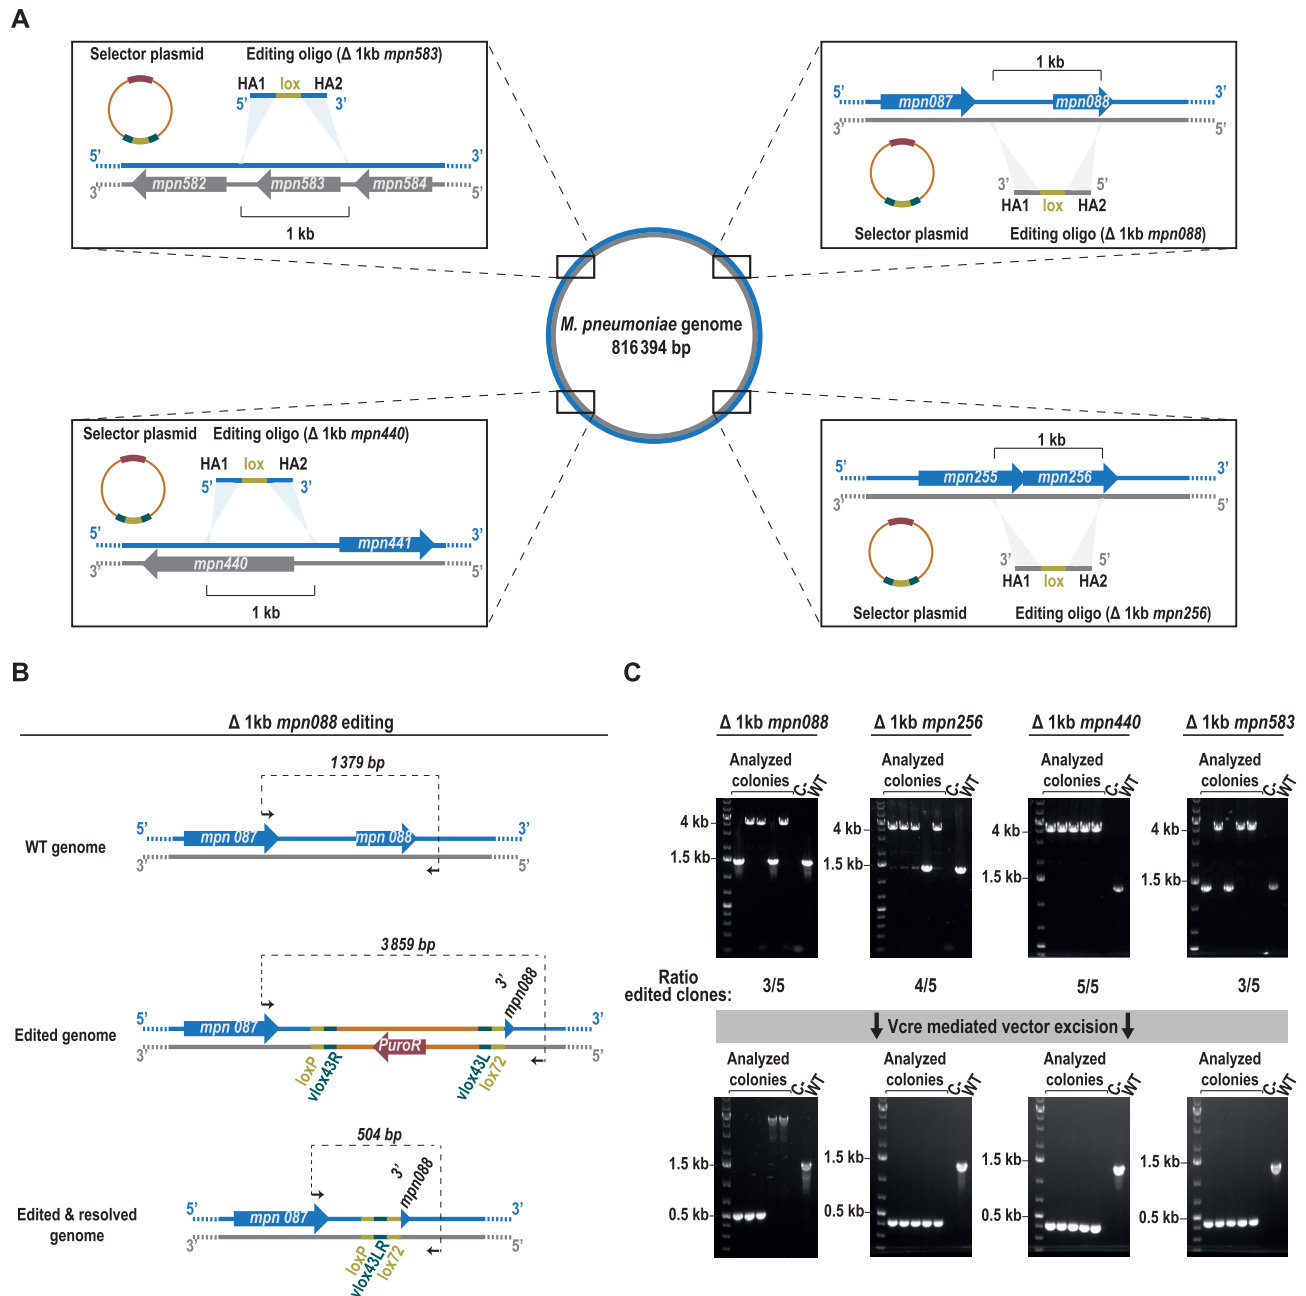 A
Selector plasmid
Editing oligo (Δ 1kb mpn583)
HA1 lox HA2
5’ 3’
5’ 3’
3’ 5’
mpn582 mpn583 mpn584
1 kb
1 kb
5’ mpn087 mpn088 3’
3’ 5’
3’ 5’
HA1 lox HA2
Selector plasmid
Editing oligo (Δ 1kb mpn088)
M. pneumoniae genome
816 394 bp
Selector plasmid
Editing oligo (Δ 1kb mpn440)
HA1 lox HA2
5’ 3’
5’ mpn441 3’
3’ mpn440 5’
1 kb
1 kb
5’ mpn255 mpn256 3’
3’ 5’
3’ 5’
HA1 lox HA2
Selector plasmid
Editing oligo (Δ 1kb mpn256)
B
Δ 1kb mpn088 editing
1 379 bp
WT genome
5’ mpn 087 mpn 088 3’
3’ 5’
3 859 bp
Edited genome
3’
mpn088
5’ mpn 087 3’
3’ PuroR 5’
loxP
vlox43R
vlox43L
lox72
504 bp
Edited & resolved
genome
3’
mpn088
5’ mpn 087 3’
3’ 5’
loxP
vlox43LR
lox72
C
Δ 1kb mpn088
Δ 1kb mpn256
Δ 1kb mpn440
Δ 1kb mpn583
Analyzed
colonies
C-
WT
4 kb
1.5 kb
Analyzed
colonies
C-
WT
4 kb
1.5 kb
Analyzed
colonies
C-
WT
4 kb
1.5 kb
Analyzed
colonies
C-
WT
4 kb
1.5 kb
Ratio
edited clones:
3/5
4/5
5/5
3/5
Vcre mediated vector excision
Analyzed
colonies
C-
WT
1.5 kb
0.5 kb
Analyzed
colonies
C-
WT
1.5 kb
0.5 kb
Analyzed
colonies
C-
WT
1.5 kb
0.5 kb
Analyzed
colonies
C-
WT
1.5 kb
0.5 kb